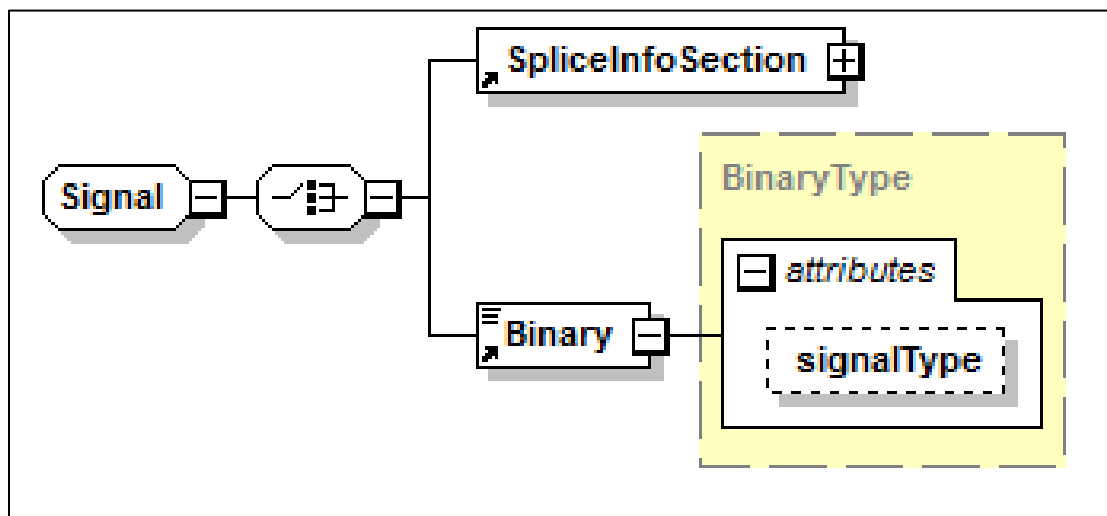 SpliceInfoSection
BinaryType
Signal
attributes
Binary
signalType